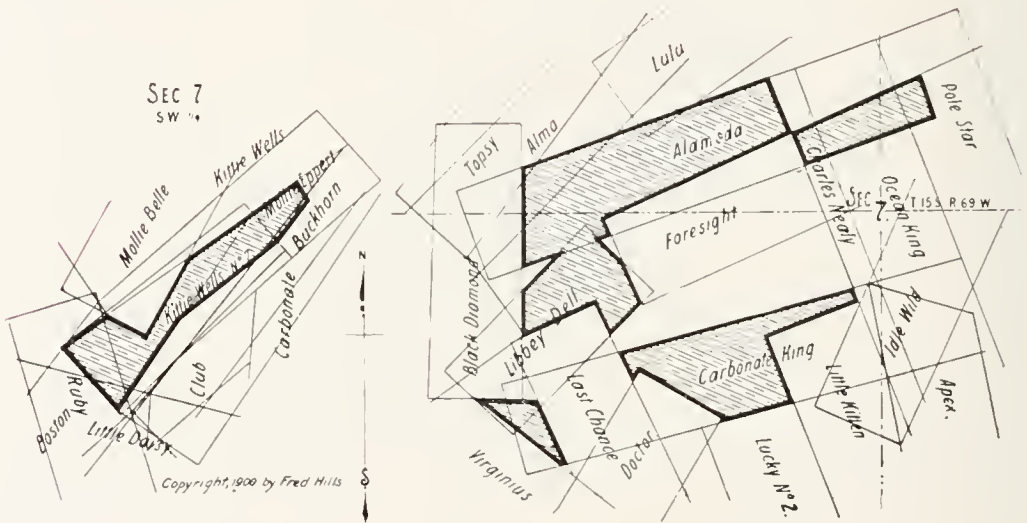 SEC 7
SW ¼
Kittie Wells
Mollie Belle
Mollie Eppert
Buckhorn
Kittie Wells No 2
Carbonate
Club
Ruby
Boston
Little Daisy
Copyright, 1900 by Fred Hills
N
S
Lulu
Alma
Topsy
Alameda
Pole Star
Charles Nealy
SEC 7. T 15 S R 69 W
Ocean King
Foresight
Black Diamond
Libbey Dell
Idle Wild
Carbonate King
Last Chance
Little Kitten
Apex.
Doctor
Virginius
Lucky No 2.